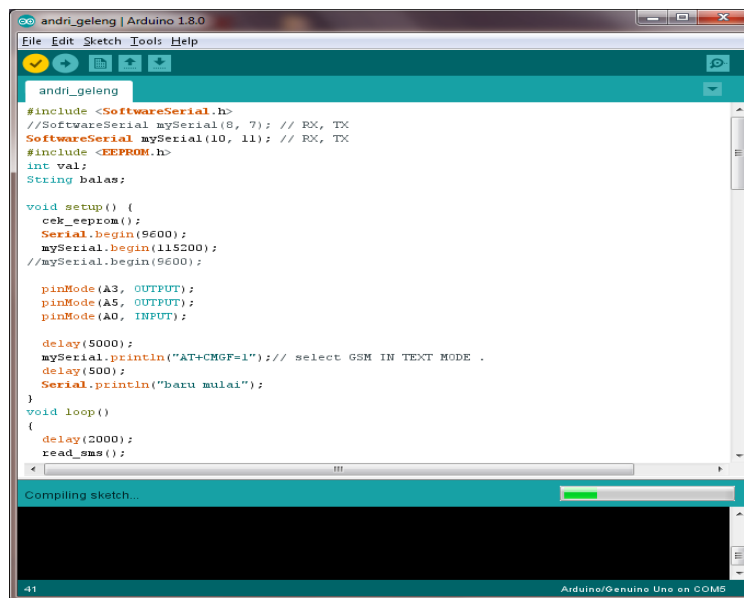 andri_geleng | Arduino 1.8.0
File Edit Sketch Tools Help
andri_geleng
#include <SoftwareSerial.h>
//SoftwareSerial mySerial(8, 7); // RX, TX
SoftwareSerial mySerial(10, 11); // RX, TX
#include <EEPROM.h>
int val;
String balas;
void setup() {
cek_eeprom();
Serial.begin(9600);
mySerial.begin(115200);
//mySerial.begin(9600);
pinMode(A3, OUTPUT);
pinMode(A5, OUTPUT);
pinMode(A0, INPUT);
delay(5000);
mySerial.println("AT+CMGF=1");// select GSM IN TEXT MODE .
delay(500);
Serial.println("baru mulai");
}
void loop()
{
delay(2000);
read_sms();
Compiling sketch...
41 Arduino/Genuino Uno on COM5